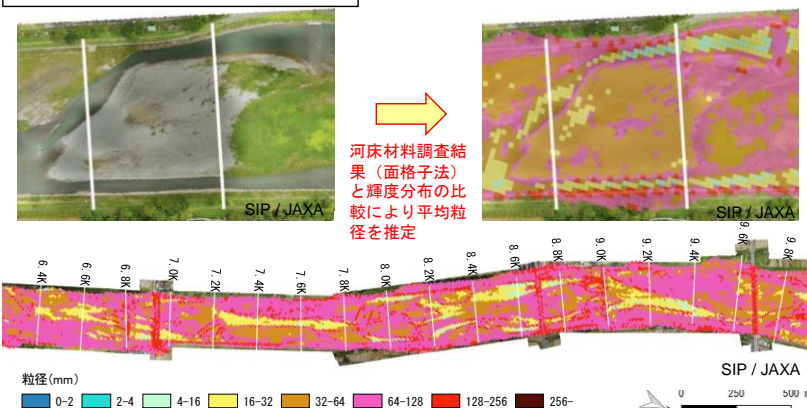 SIP / JAXA
河床材料調査結
果（面格子法）
と輝度分布の比
較により平均粒
径を推定
SIP / JAXA
6.4K
6.6K
6.8K
7.0K
7.2K
7.4K
7.6K
7.8K
8.0K
8.2K
8.4K
8.6K
8.8K
9.0K
9.2K
9.4K
9.6K
9.8K
SIP / JAXA
粒径(mm)
0-2 2-4 4-16 16-32 32-64 64-128 128-256 256-
0 250 500